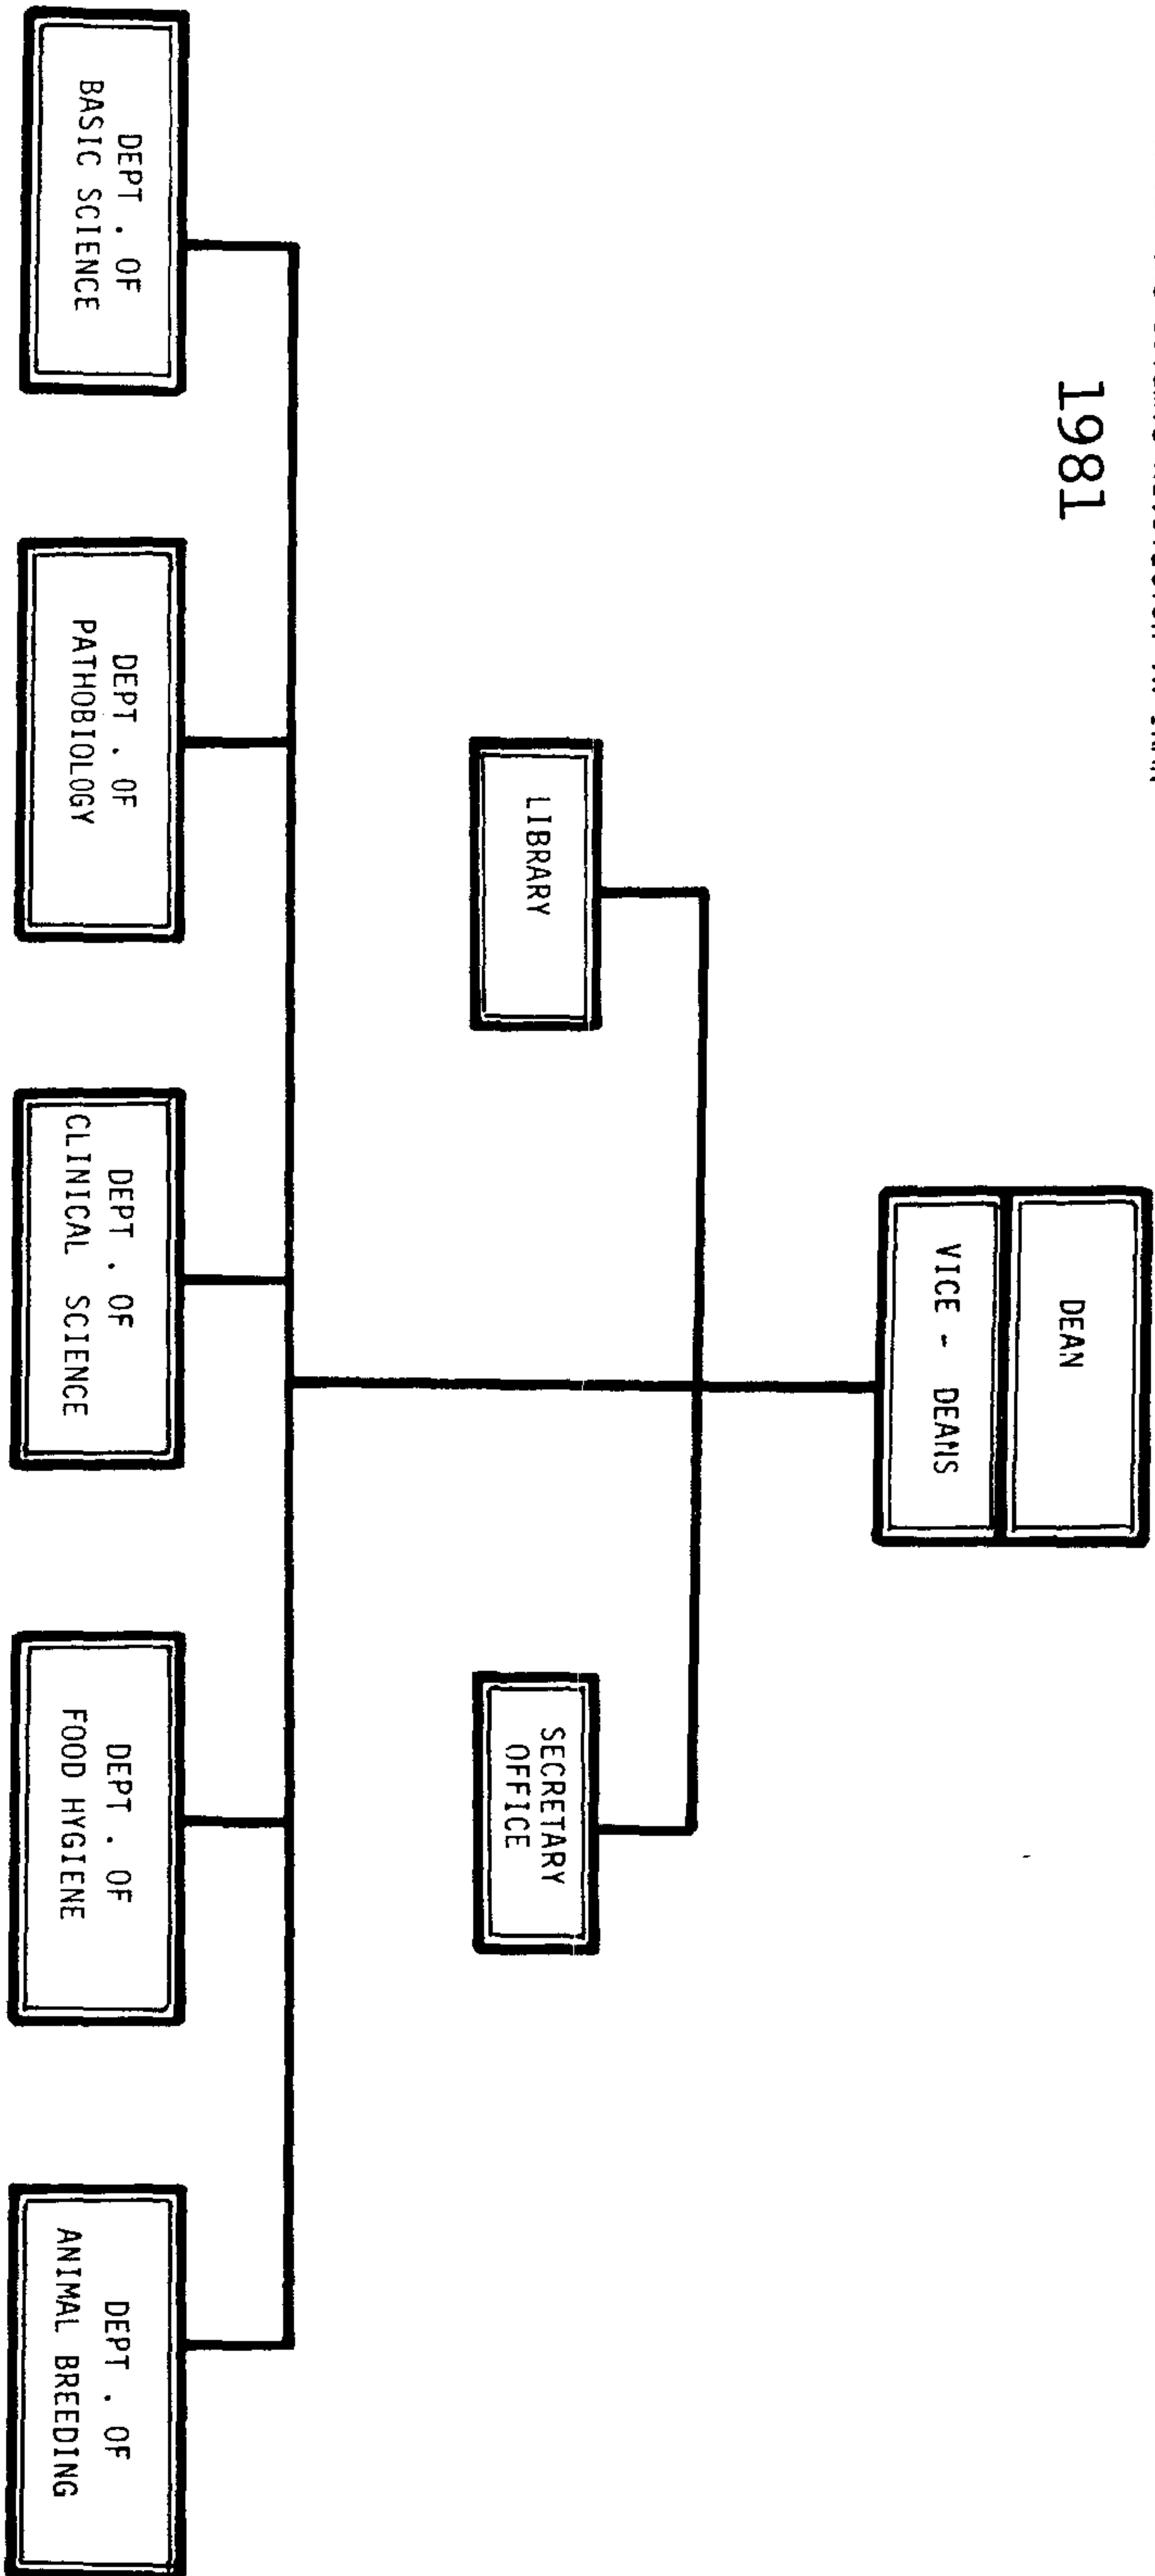 1981
DEAN
VICE - DEANS
LIBRARY
SECRETARY
OFFICE
DEPT . OF
BASIC SCIENCE
DEPT . OF
PATHOBIOLOGY
DEPT . OF
CLINICAL SCIENCE
DEPT . OF
FOOD HYGIENE
DEPT . OF
ANIMAL BREEDING